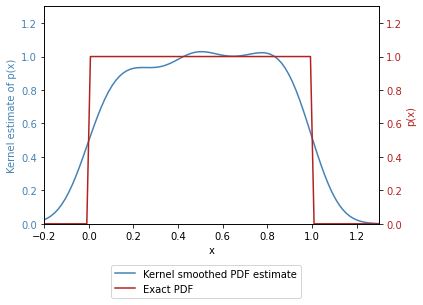 1.2
1.0
0.8
0.6
0.4
0.2
0.0
Kernel estimate of p(x)
1.2
1.0
0.8
0.6
0.4
0.2
0.0
p(x)
−0.2 0.0 0.2 0.4 0.6 0.8 1.0 1.2
x
Kernel smoothed PDF estimate
Exact PDF